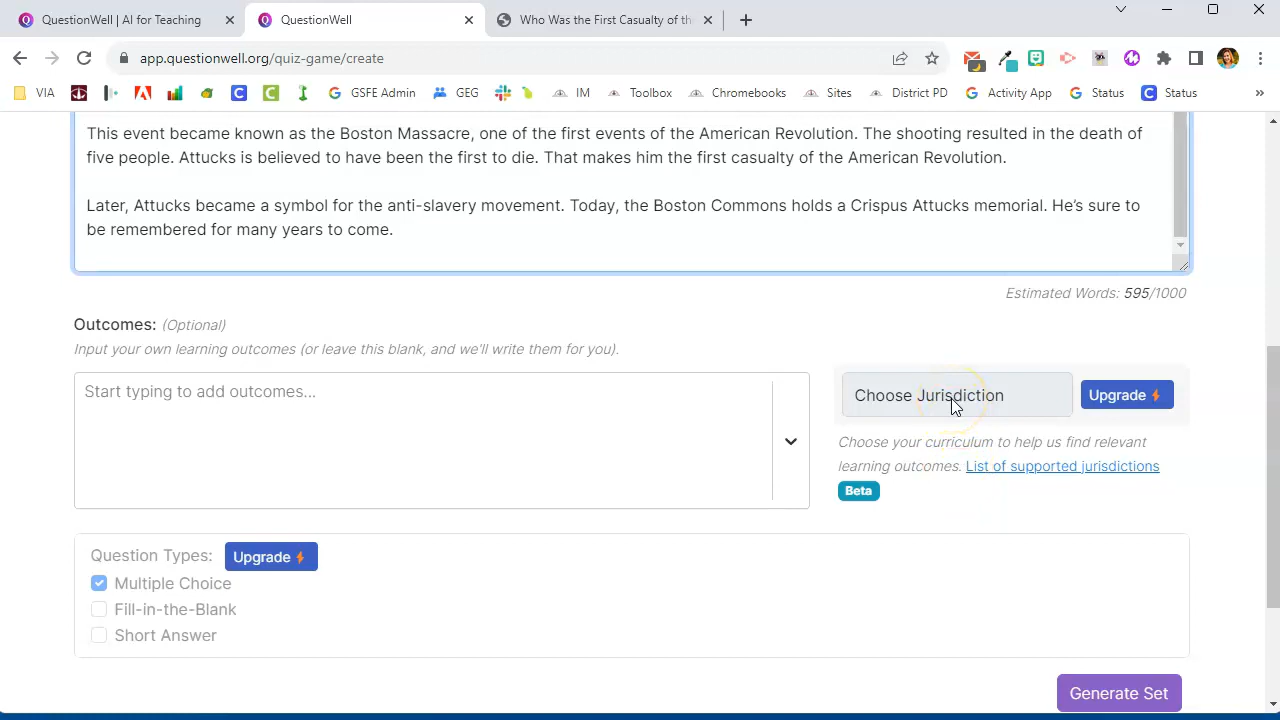 QuestionWell | AI for Teaching
QuestionWell
Who Was the First Casualty of th
app.questionwell.org/quiz-game/create
VIA
GSFE Admin
GEG
IM
Toolbox
Chromebooks
Sites
District PD
Activity App
Status
Status
»
This event became known as the Boston Massacre, one of the first events of the American Revolution. The shooting resulted in the death of
five people. Attucks is believed to have been the first to die. That makes him the first casualty of the American Revolution.
Later, Attucks became a symbol for the anti-slavery movement. Today, the Boston Commons holds a Crispus Attucks memorial. He's sure to
be remembered for many years to come.
Estimated Words: 595/1000
Outcomes: (Optional)
Input your own learning outcomes (or leave this blank, and we'll write them for you).
Start typing to add outcomes...
Choose Jurisdiction
Upgrade
Choose your curriculum to help us find relevant
learning outcomes. List of supported jurisdictions
Beta
Question Types:
Upgrade
Multiple Choice
Fill-in-the-Blank
Short Answer
Generate Set